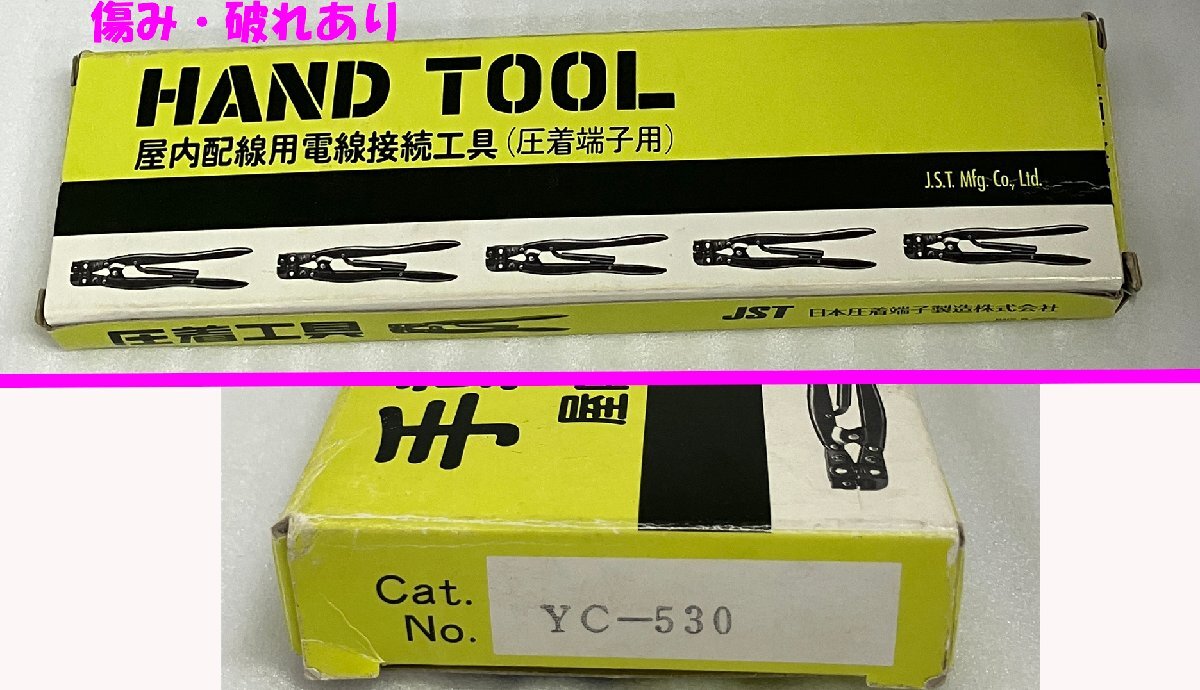 傷み・破れあり
HAND TOOL
屋内配線用電線接続工具(圧着端子用)
J.S.T. Mfg. Co., Ltd.
圧着工具
JST 日本圧着端子製造株式会社
手
屋
Cat.
No.
YC-530